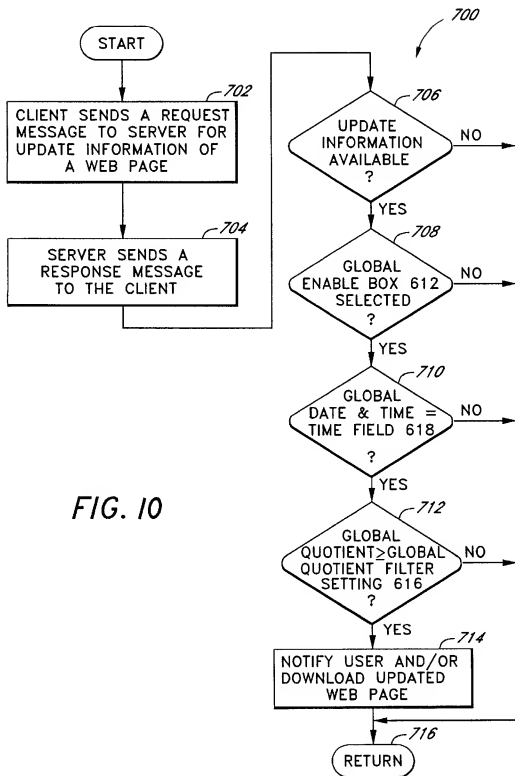 START
702
CLIENT SENDS A REQUEST
MESSAGE TO SERVER FOR
UPDATE INFORMATION OF
A WEB PAGE
704
SERVER SENDS A
RESPONSE MESSAGE
TO THE CLIENT
700
706
UPDATE
INFORMATION
AVAILABLE
?
NO
YES
708
GLOBAL
ENABLE BOX 612
SELECTED
?
NO
YES
710
GLOBAL
DATE & TIME =
TIME FIELD 618
?
NO
YES
712
GLOBAL
QUOTIENT≥GLOBAL
QUOTIENT FILTER
SETTING 616
?
NO
YES
714
NOTIFY USER AND/OR
DOWNLOAD UPDATED
WEB PAGE
716
RETURN
FIG. 10